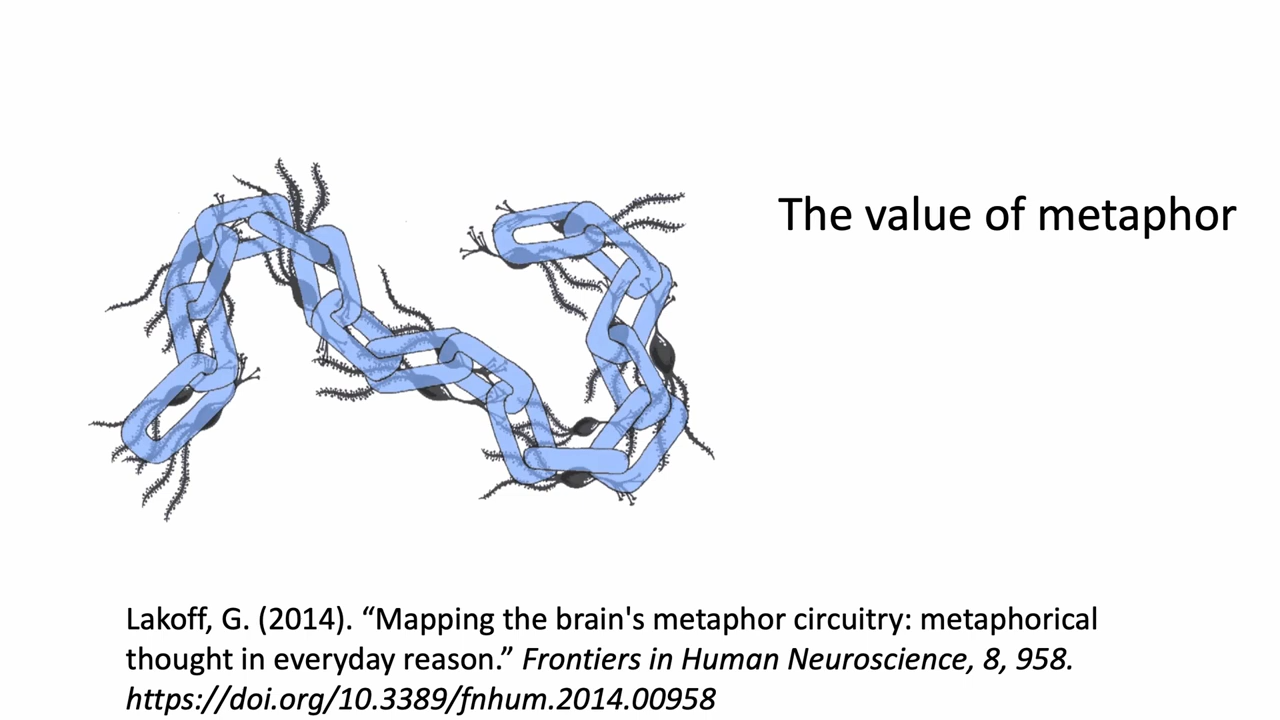 The value of metaphor
Lakoff, G. (2014). “Mapping the brain's metaphor circuitry: metaphorical
thought in everyday reason.” Frontiers in Human Neuroscience, 8, 958.
https://doi.org/10.3389/fnhum.2014.00958